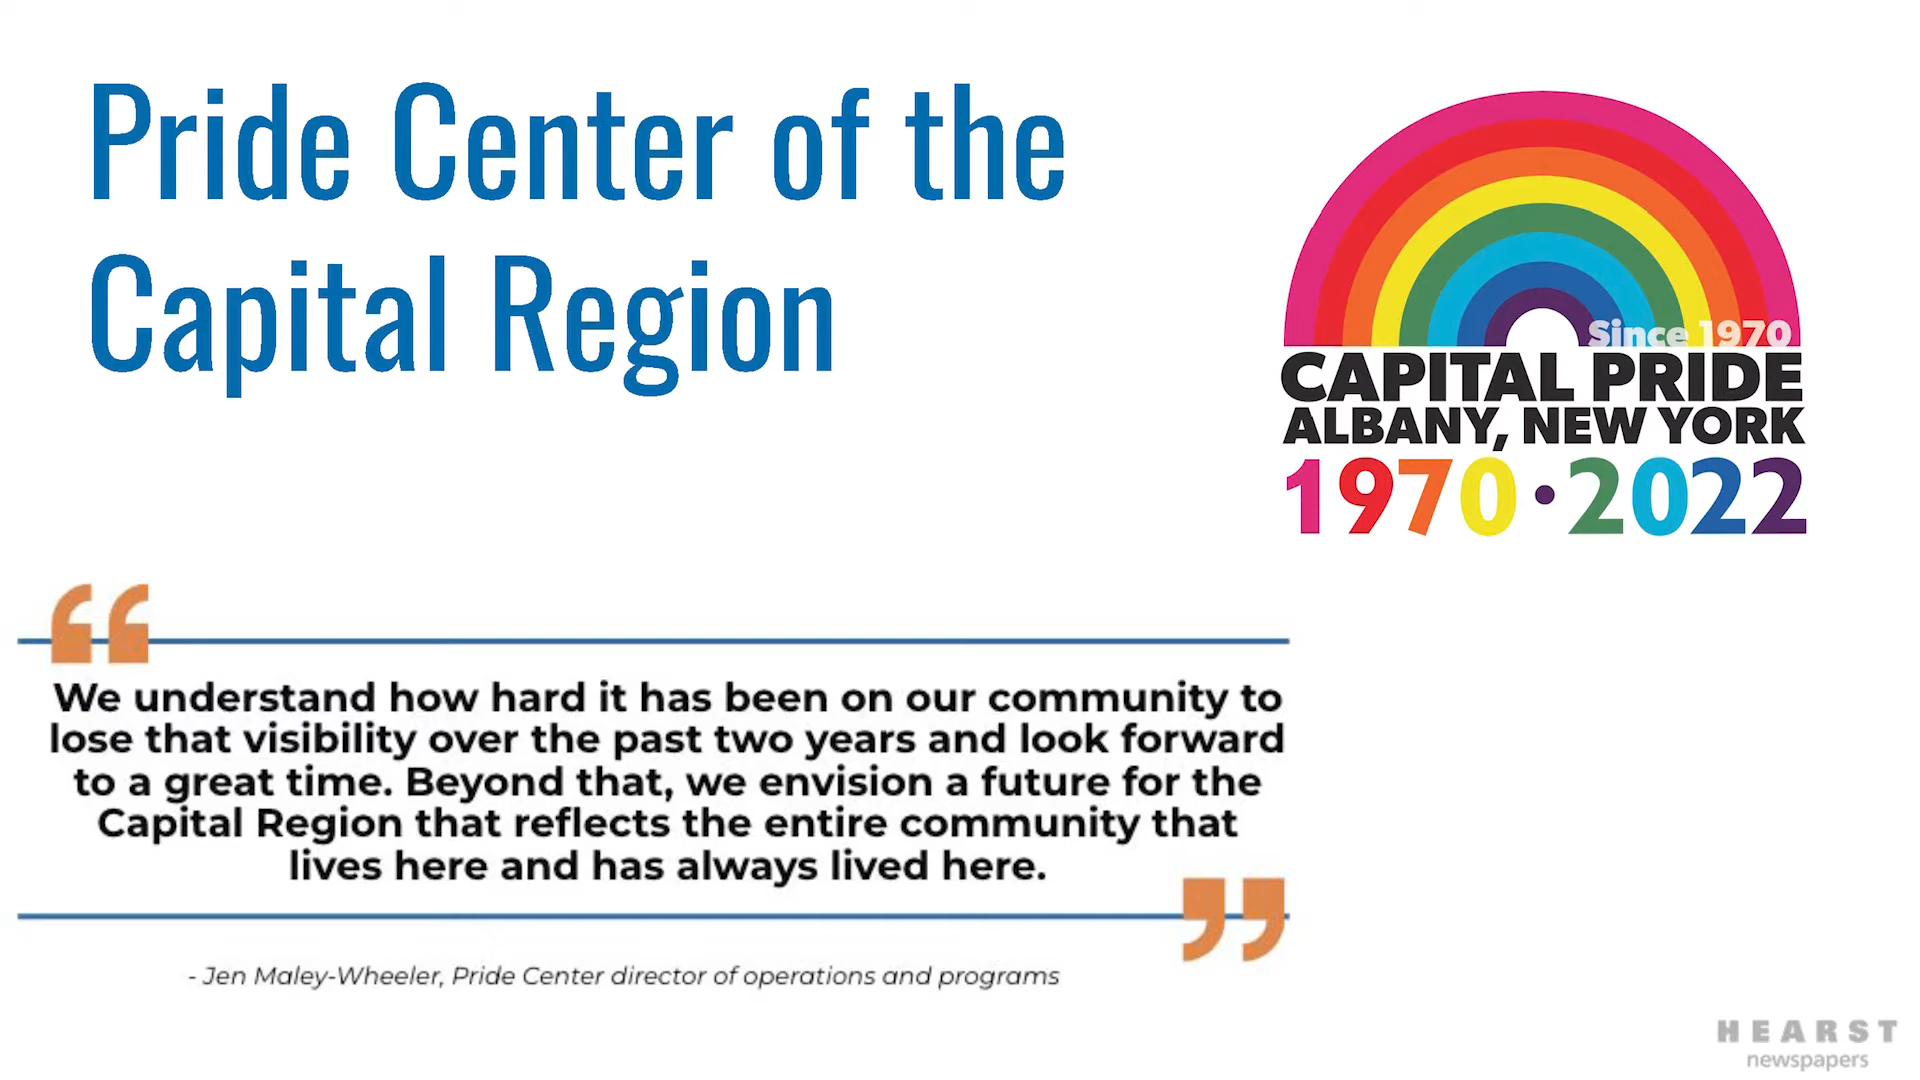 Pride Center of the
Capital Region
Since 1970
CAPITAL PRIDE
ALBANY, NEW YORK
1970·2022
“
We understand how hard it has been on our community to
lose that visibility over the past two years and look forward
to a great time. Beyond that, we envision a future for the
Capital Region that reflects the entire community that
lives here and has always lived here.
”
- Jen Maley-Wheeler, Pride Center director of operations and programs
HEARST
newspapers